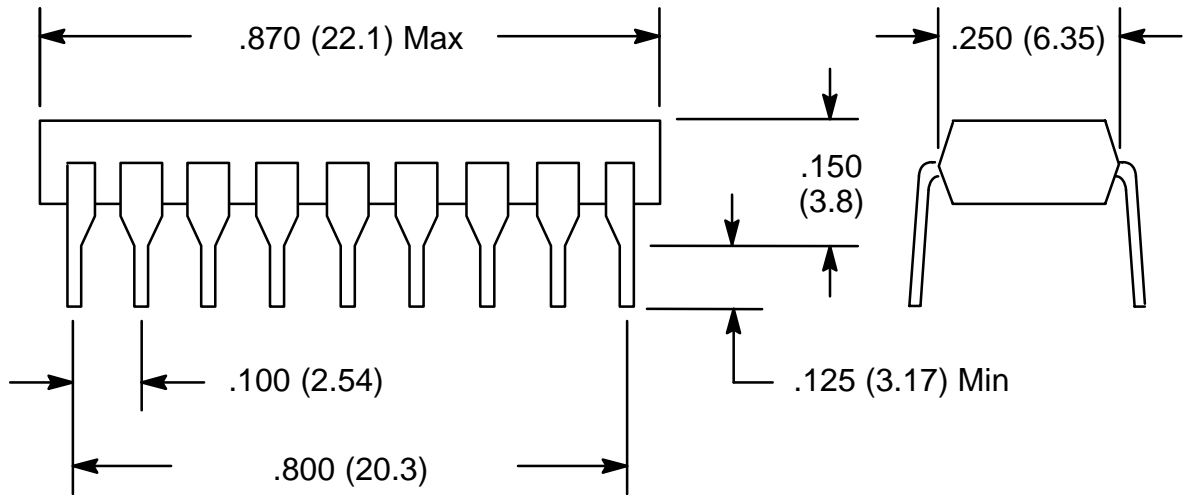 .870 (22.1) Max
.250 (6.35)
.150
(3.8)
.100 (2.54)
.125 (3.17) Min
.800 (20.3)